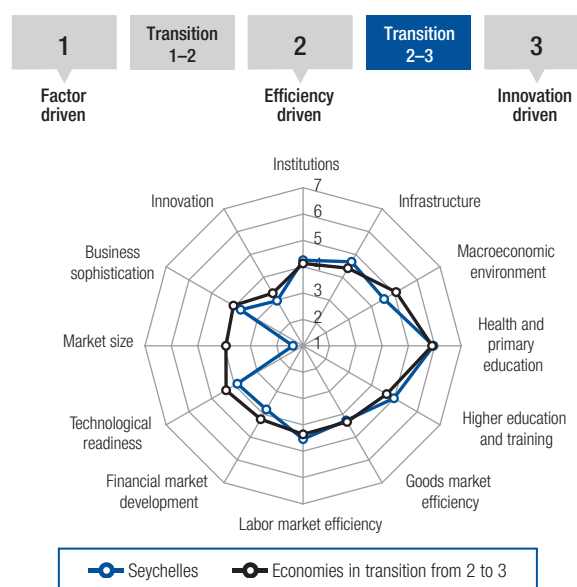 1
Transition
1–2
2
Transition
2–3
3
Factor
driven
Efficiency
driven
Innovation
driven
Institutions
7
Innovation
Infrastructure
6
5
Business
sophistication
Macroeconomic
environment
4
3
2
Market size
1
Health and
primary
education
Technological
readiness
Higher education
and training
Financial market
development
Goods market
efficiency
Labor market efficiency
Seychelles
Economies in transition from 2 to 3